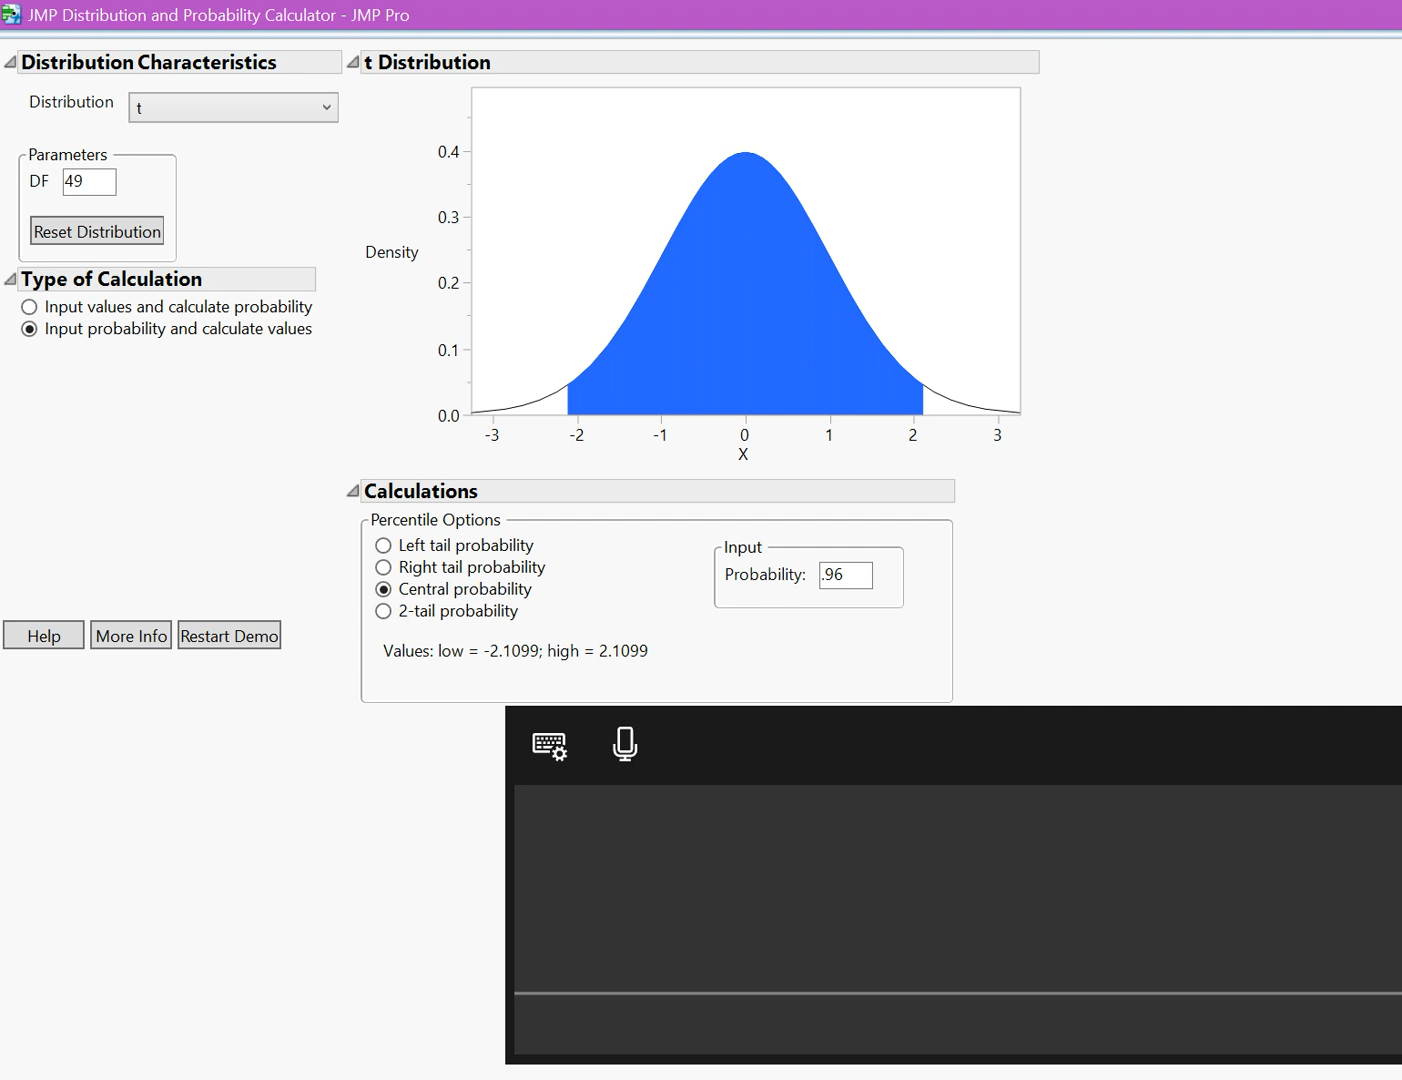 JMP Distribution and Probability Calculator - JMP Pro
Distribution Characteristics
Distribution t
Parameters
DF 49
Reset Distribution
Type of Calculation
Input values and calculate probability
Input probability and calculate values
Help More Info Restart Demo
t Distribution
Density
0.4
0.3
0.2
0.1
0.0
-3 -2 -1 0 1 2 3
X
Calculations
Percentile Options
Left tail probability
Right tail probability
Central probability
2-tail probability
Input
Probability: .96
Values: low = -2.1099; high = 2.1099